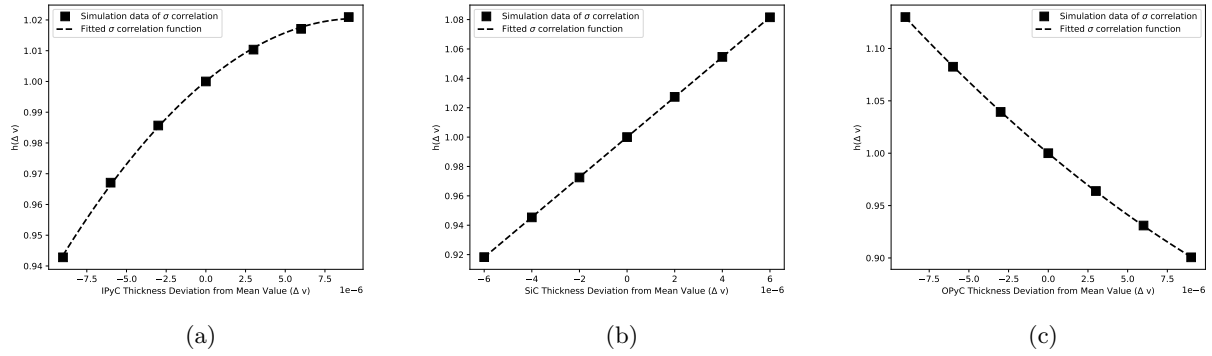 Simulation data of σ correlation
Fitted σ correlation function
1.02
1.01
1.00
0.99
0.98
0.97
0.96
0.95
0.94
h(Δ v)
−7.5 −5.0 −2.5 0.0 2.5 5.0 7.5
1e−6
IPyC Thickness Deviation from Mean Value (Δ v)
(a)
Simulation data of σ correlation
Fitted σ correlation function
1.08
1.06
1.04
1.02
1.00
0.98
0.96
0.94
0.92
h(Δ v)
−6 −4 −2 0 2 4 6
1e−6
SiC Thickness Deviation from Mean Value (Δ v)
(b)
Simulation data of σ correlation
Fitted σ correlation function
1.10
1.05
1.00
0.95
0.90
h(Δ v)
−7.5 −5.0 −2.5 0.0 2.5 5.0 7.5
1e−6
OPyC Thickness Deviation from Mean Value (Δ v)
(c)